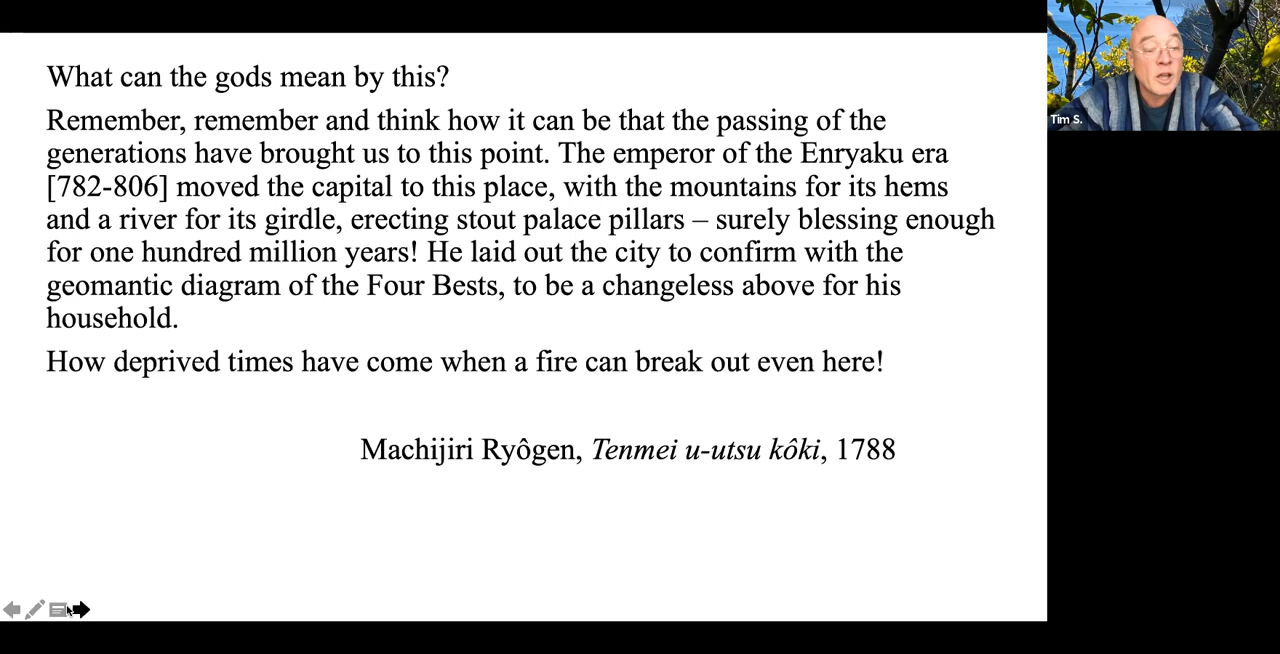 What can the gods mean by this?
Remember, remember and think how it can be that the passing of the
generations have brought us to this point. The emperor of the Enryaku era
[782-806] moved the capital to this place, with the mountains for its hems
and a river for its girdle, erecting stout palace pillars – surely blessing enough
for one hundred million years! He laid out the city to confirm with the
geomantic diagram of the Four Bests, to be a changeless above for his
household.
How deprived times have come when a fire can break out even here!
Machijiri Ryôgen, Tenmei u-utsu kôki, 1788
Tim S.